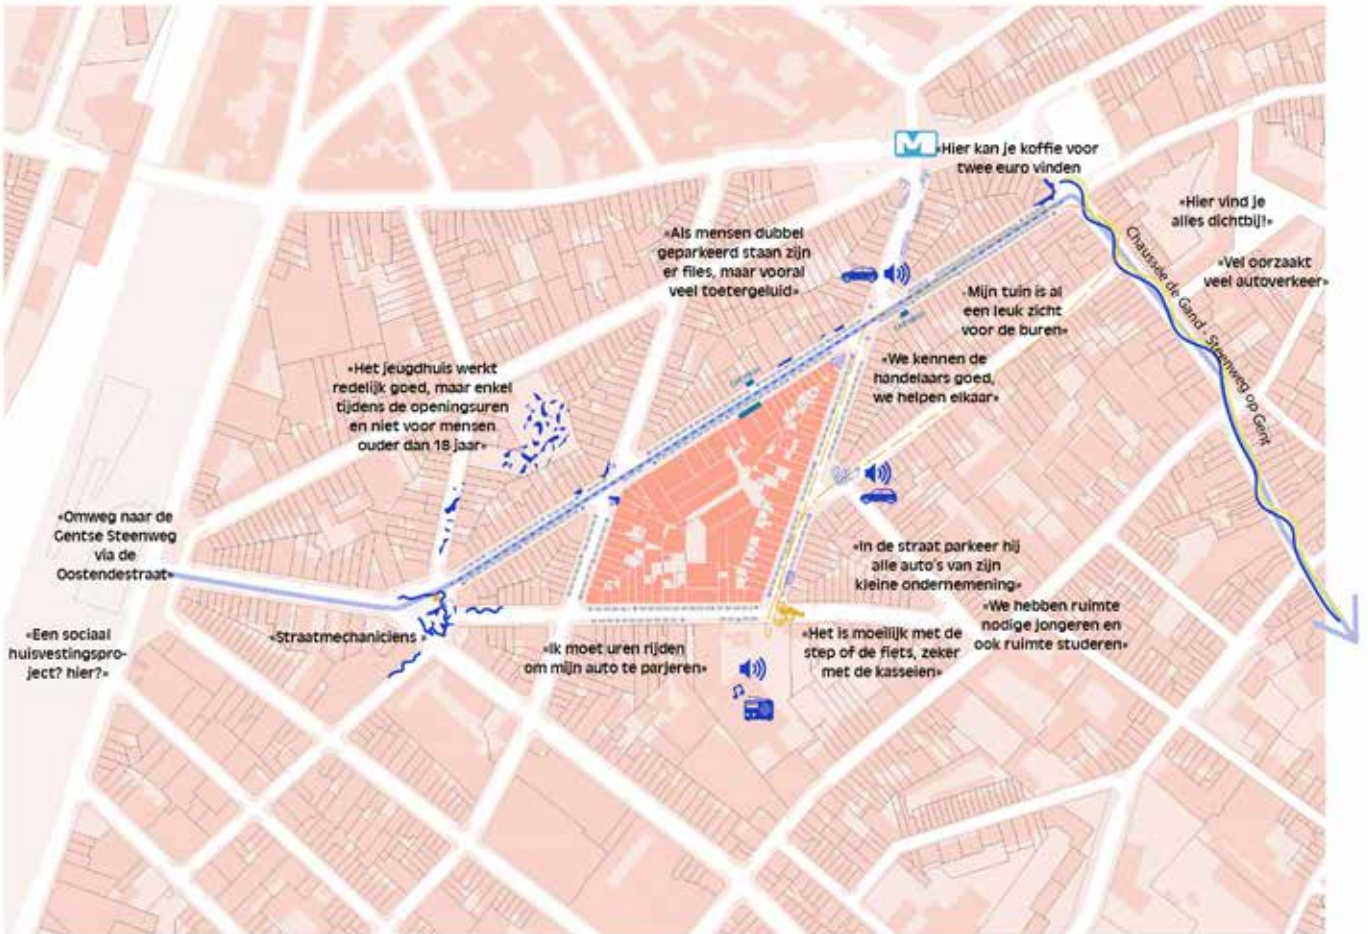 M
«Hier kan je koffie voor
twee euro vinden
«Hier vind je
alles dichtbij!»
«Als mensen dubbel
geparkeerd staan zijn
er files, maar vooral
veel toetergeluid»
Chaussée de Gand - Steenweg op Gent
«Vel oorzaakt
veel autoverkeer»
«Mijn tuin is al
een leuk zicht
voor de buren»
«We kennen de
handelaars goed,
we helpen elkaar»
«Het jeugdhuis werkt
redelijk goed, maar enkel
tijdens de openingsuren
en niet voor mensen
ouder dan 18 jaar»
«Omweg naar de
Gentse Steenweg
via de
Oostendestraat»
«In de straat parkeer hij
alle auto's van zijn
kleine ondernemening»
«Een sociaal
huisvestingspro-
ject? hier?»
«Straatmechaniciens »
«Ik moet uren rijden
om mijn auto te parjeren»
«Het is moeilijk met de
step of de fiets, zeker
met de kasseien»
«We hebben ruimte
nodige jongeren en
ook ruimte studeren»